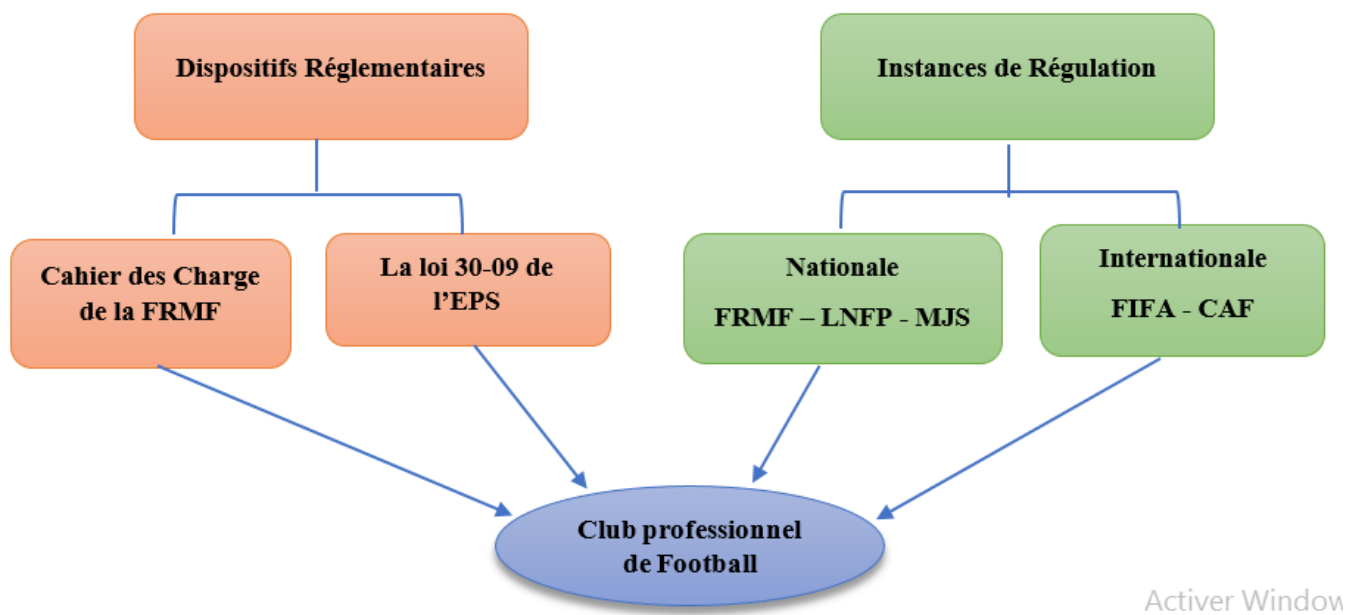 Dispositifs Réglementaires
Instances de Régulation
Cahier des Charge
de la FRMF
La loi 30-09 de
l’EPS
Nationale
FRMF – LNFP - MJS
Internationale
FIFA - CAF
Club professionnel
de Football
Activer Window